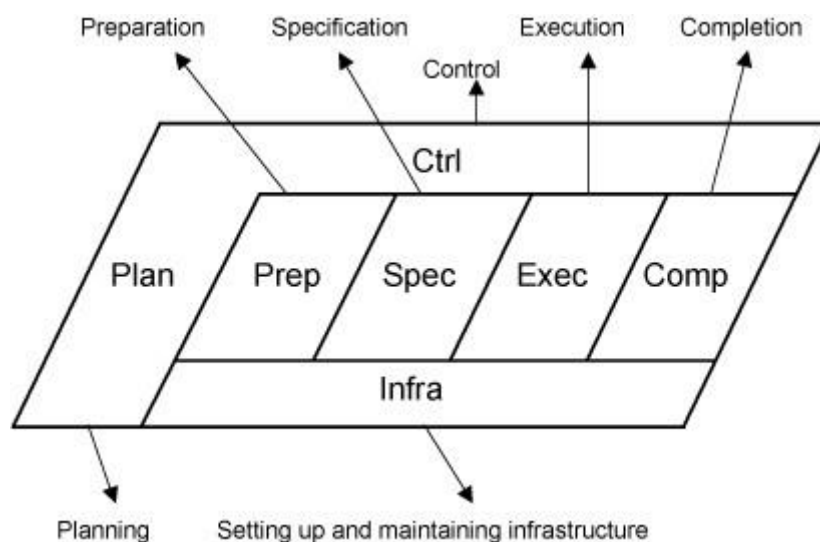 Preparation
Specification
Control
Execution
Completion
Ctrl
Plan
Prep
Spec
Exec
Comp
Infra
Planning
Setting up and maintaining infrastructure